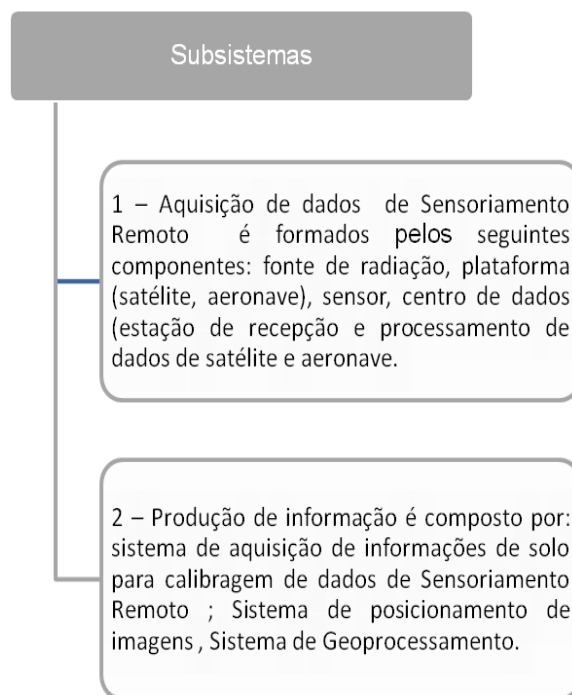 Subsistemas
1 – Aquisição de dados de Sensoriamento
Remoto é formados pelos seguintes
componentes: fonte de radiação, plataforma
(satélite, aeronave), sensor, centro de dados
(estação de recepção e processamento de
dados de satélite e aeronave.
2 – Produção de informação é composto por:
sistema de aquisição de informações de solo
para calibragem de dados de Sensoriamento
Remoto ; Sistema de posicionamento de
imagens , Sistema de Geoprocessamento.